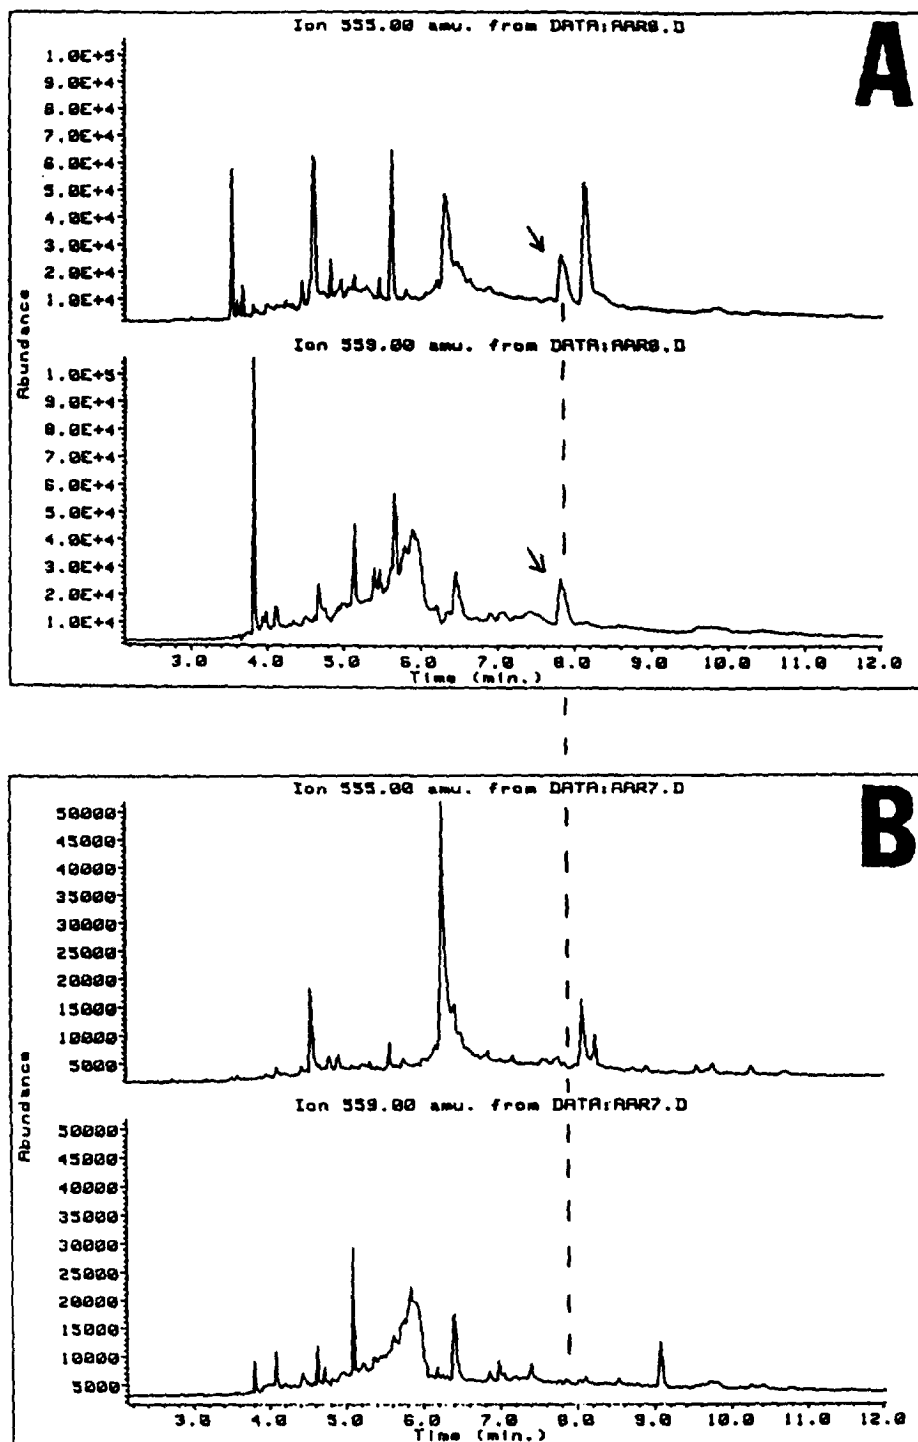 Ion 555.00 amu. from DATA:AAR8.D
A
1.0E+5
9.0E+4
8.0E+4
7.0E+4
6.0E+4
5.0E+4
4.0E+4
3.0E+4
2.0E+4
1.0E+4
Abundance
Ion 559.00 amu. from DATA:AAR8.D
1.0E+5
9.0E+4
8.0E+4
7.0E+4
6.0E+4
5.0E+4
4.0E+4
3.0E+4
2.0E+4
1.0E+4
3.0 4.0 5.0 6.0 7.0 8.0 9.0 10.0 11.0 12.0
Time (min.)
Ion 555.00 amu. from DATA:AAR7.D
B
50000
45000
40000
35000
30000
25000
20000
15000
10000
5000
Abundance
Ion 559.00 amu. from DATA:AAR7.D
50000
45000
40000
35000
30000
25000
20000
15000
10000
5000
3.0 4.0 5.0 6.0 7.0 8.0 9.0 10.0 11.0 12.0
Time (min.)